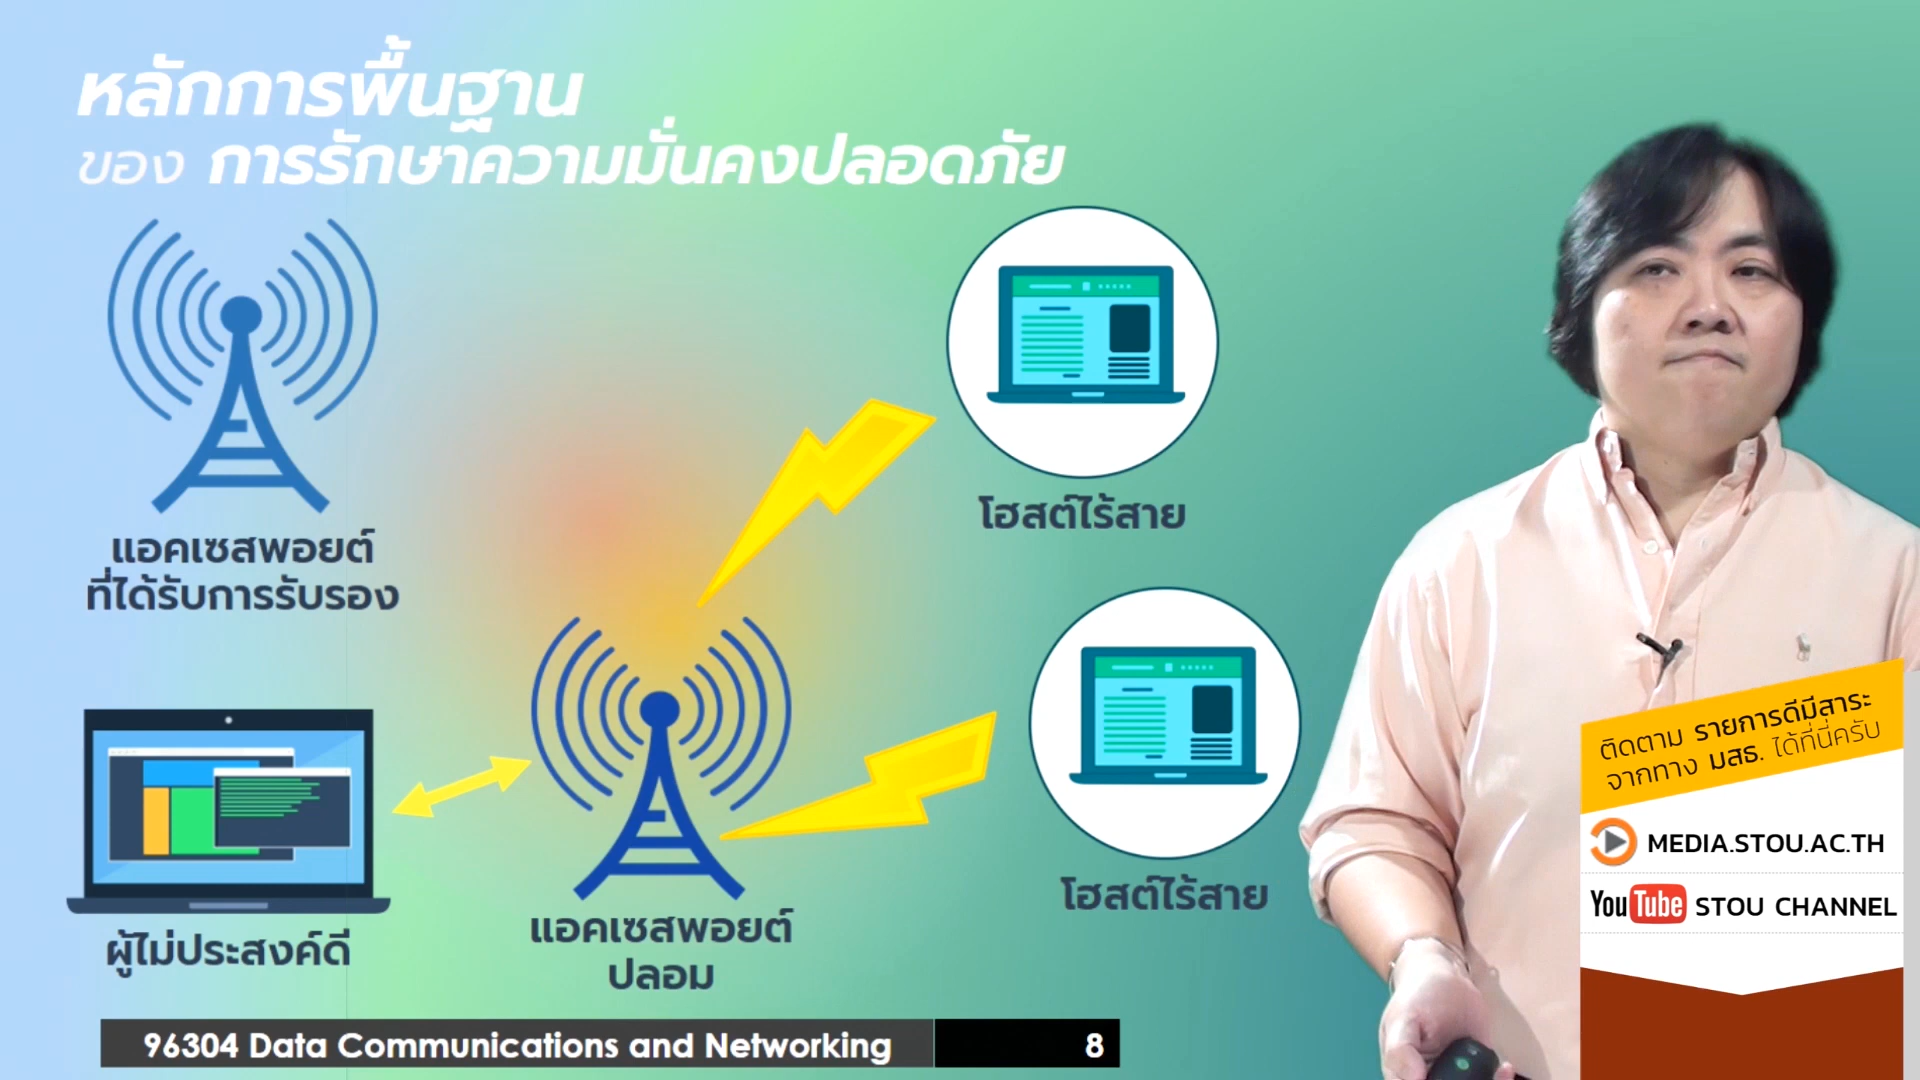 หลักการพื้นฐาน
ของ การรักษาความมั่นคงปลอดภัย
แอคเซสพอยต์
ที่ได้รับการรับรอง
โฮสต์ไร้สาย
โฮสต์ไร้สาย
ผู้ไม่ประสงค์ดี
แอคเซสพอยต์
ปลอม
ติดตาม รายการดีมีสาระ
จากทาง มสธ. ได้ที่นี่ครับ
MEDIA.STOU.AC.TH
YouTube STOU CHANNEL
96304 Data Communications and Networking 8